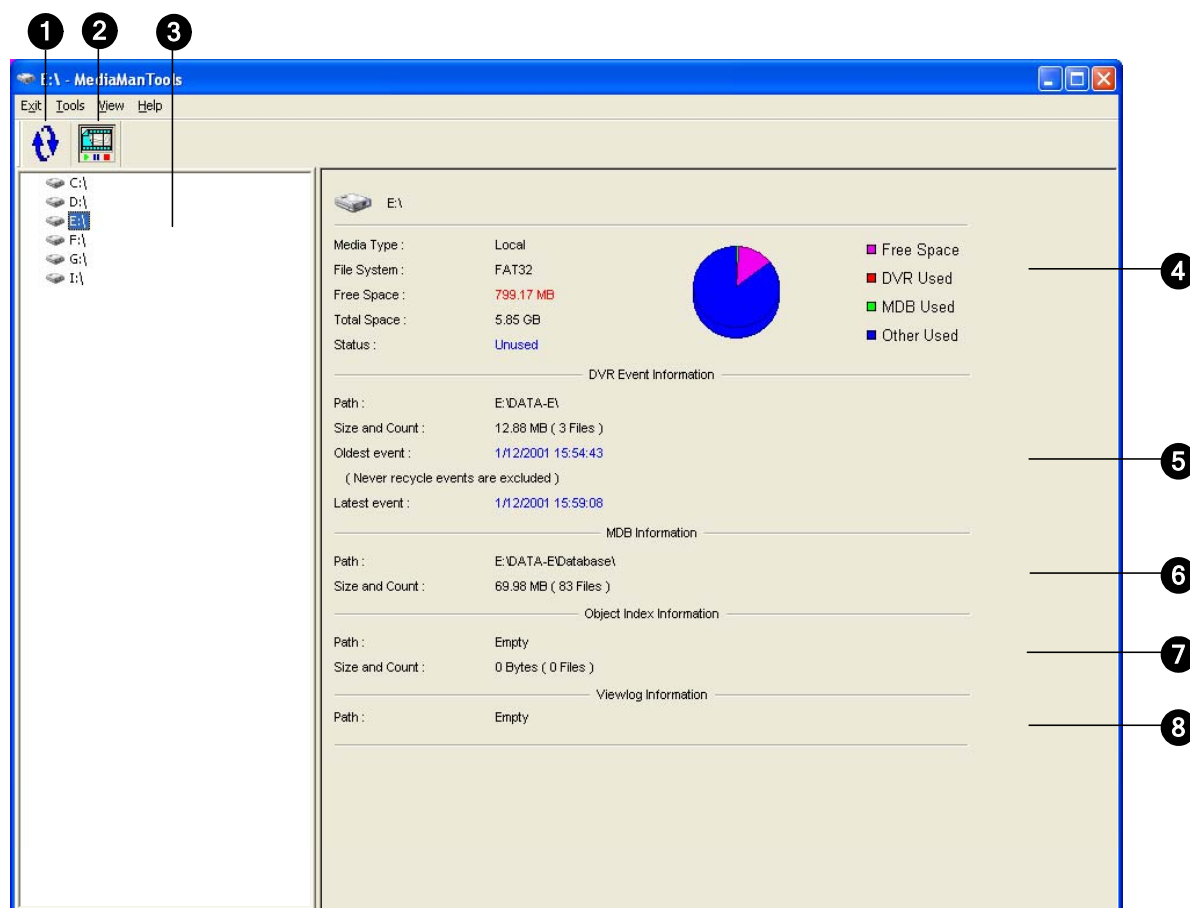 1 2 3
E:\ - MediaManTools
Exit Tools View Help
C:\
D:\
E:\
F:\
G:\
I:\
E:\
Media Type : Local
File System : FAT32
Free Space : 799.17 MB
Total Space : 5.85 GB
Status : Unused
Free Space
DVR Used
MDB Used
Other Used
4
DVR Event Information
Path : E:\DATA-E\
Size and Count : 12.88 MB ( 3 Files )
Oldest event : 1/12/2001 15:54:43
5
( Never recycle events are excluded )
Latest event : 1/12/2001 15:59:08
MDB Information
Path : E:\DATA-E\Database\
6
Size and Count : 69.98 MB ( 83 Files )
Object Index Information
Path : Empty
7
Size and Count : 0 Bytes ( 0 Files )
Viewlog Information
Path : Empty
8